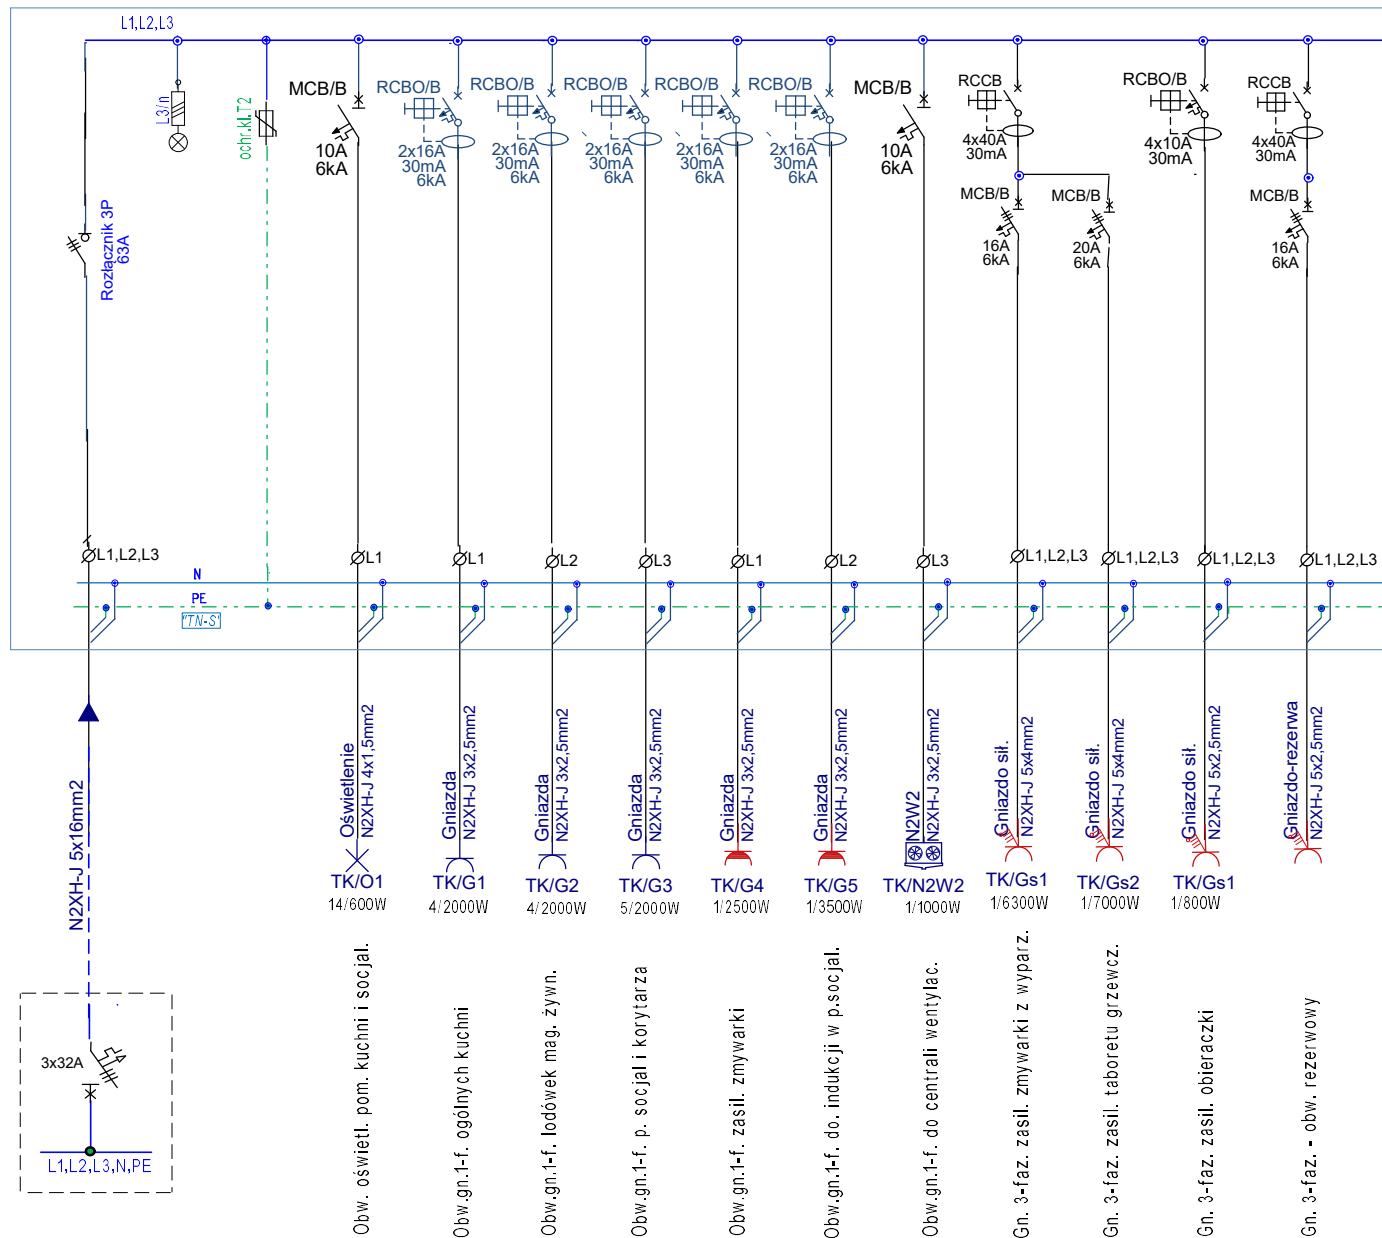 L1,L2,L3
L3/n
ochr.kl.T2
Rozłącznik 3P
63A
MCB/B
10A
6kA
RCBO/B
2x16A
30mA
6kA
RCBO/B
2x16A
30mA
6kA
RCBO/B
2x16A
30mA
6kA
RCBO/B
2x16A
30mA
6kA
RCBO/B
2x16A
30mA
6kA
MCB/B
10A
6kA
RCCB
4x40A
30mA
MCB/B
16A
6kA
MCB/B
20A
6kA
RCBO/B
4x10A
30mA
RCCB
4x40A
30mA
MCB/B
16A
6kA
L1,L2,L3
L1
L1
L2
L3
L1
L2
L3
L1,L2,L3
L1,L2,L3
L1,L2,L3
L1,L2,L3
N
PE
"TN-S"
N2XH-J 5x16mm2
3x32A
L1,L2,L3,N,PE
Oświetlenie
N2XH-J 4x1,5mm2
TK/O1
14/600W
Obw. oświetl. pom. kuchni i socjal.
Gniazda
N2XH-J 3x2,5mm2
TK/G1
4/2000W
Obw.gn.1-f. ogólnych kuchni
Gniazda
N2XH-J 3x2,5mm2
TK/G2
4/2000W
Obw.gn.1-f. lodówek mag. żywn.
Gniazda
N2XH-J 3x2,5mm2
TK/G3
5/2000W
Obw.gn.1-f. p. socjal i korytarza
N2XH-J 3x2,5mm2
TK/G4
1/2500W
Obw.gn.1-f. zasil. zmywarki
N2XH-J 3x2,5mm2
TK/G5
1/3500W
Obw.gn.1-f. do. indukcji w p.socjal.
N2W2
N2XH-J 3x2,5mm2
TK/N2W2
1/1000W
Obw.gn.1-f. do centrali wentylac.
Gniazdo sił.
N2XH-J 5x4mm2
TK/Gs1
1/6300W
Gn. 3-faz. zasil. zmywarki z wyparz.
Gniazdo sił.
N2XH-J 5x4mm2
TK/Gs2
1/7000W
Gn. 3-faz. zasil. taboretu grzewcz.
Gniazdo sił.
N2XH-J 5x2,5mm2
TK/Gs1
1/800W
Gn. 3-faz. zasil. obieraczki
Gniazdo-rezerwa
N2XH-J 5x2,5mm2
Gn. 3-faz. - obw. rezerwowy